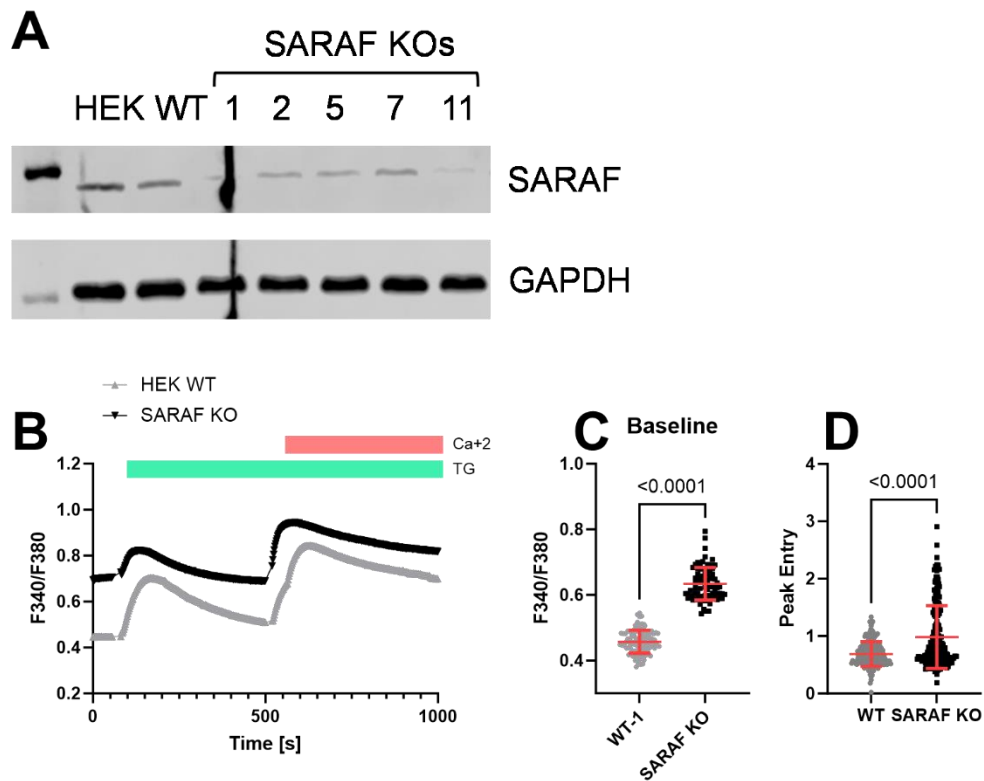 A
SARAF KOs
HEK WT 1 2 5 7 11
SARAF
GAPDH
HEK WT
SARAF KO
B
Ca+2
TG
1.2
1.0
0.8
0.6
0.4
0.2
F340/F380
0 500 1000
Time [s]
C
Baseline
<0.0001
1.0
0.8
0.6
0.4
F340/F380
WT-1 SARAF KO
D
<0.0001
4
3
2
1
0
Peak Entry
WT SARAF KO